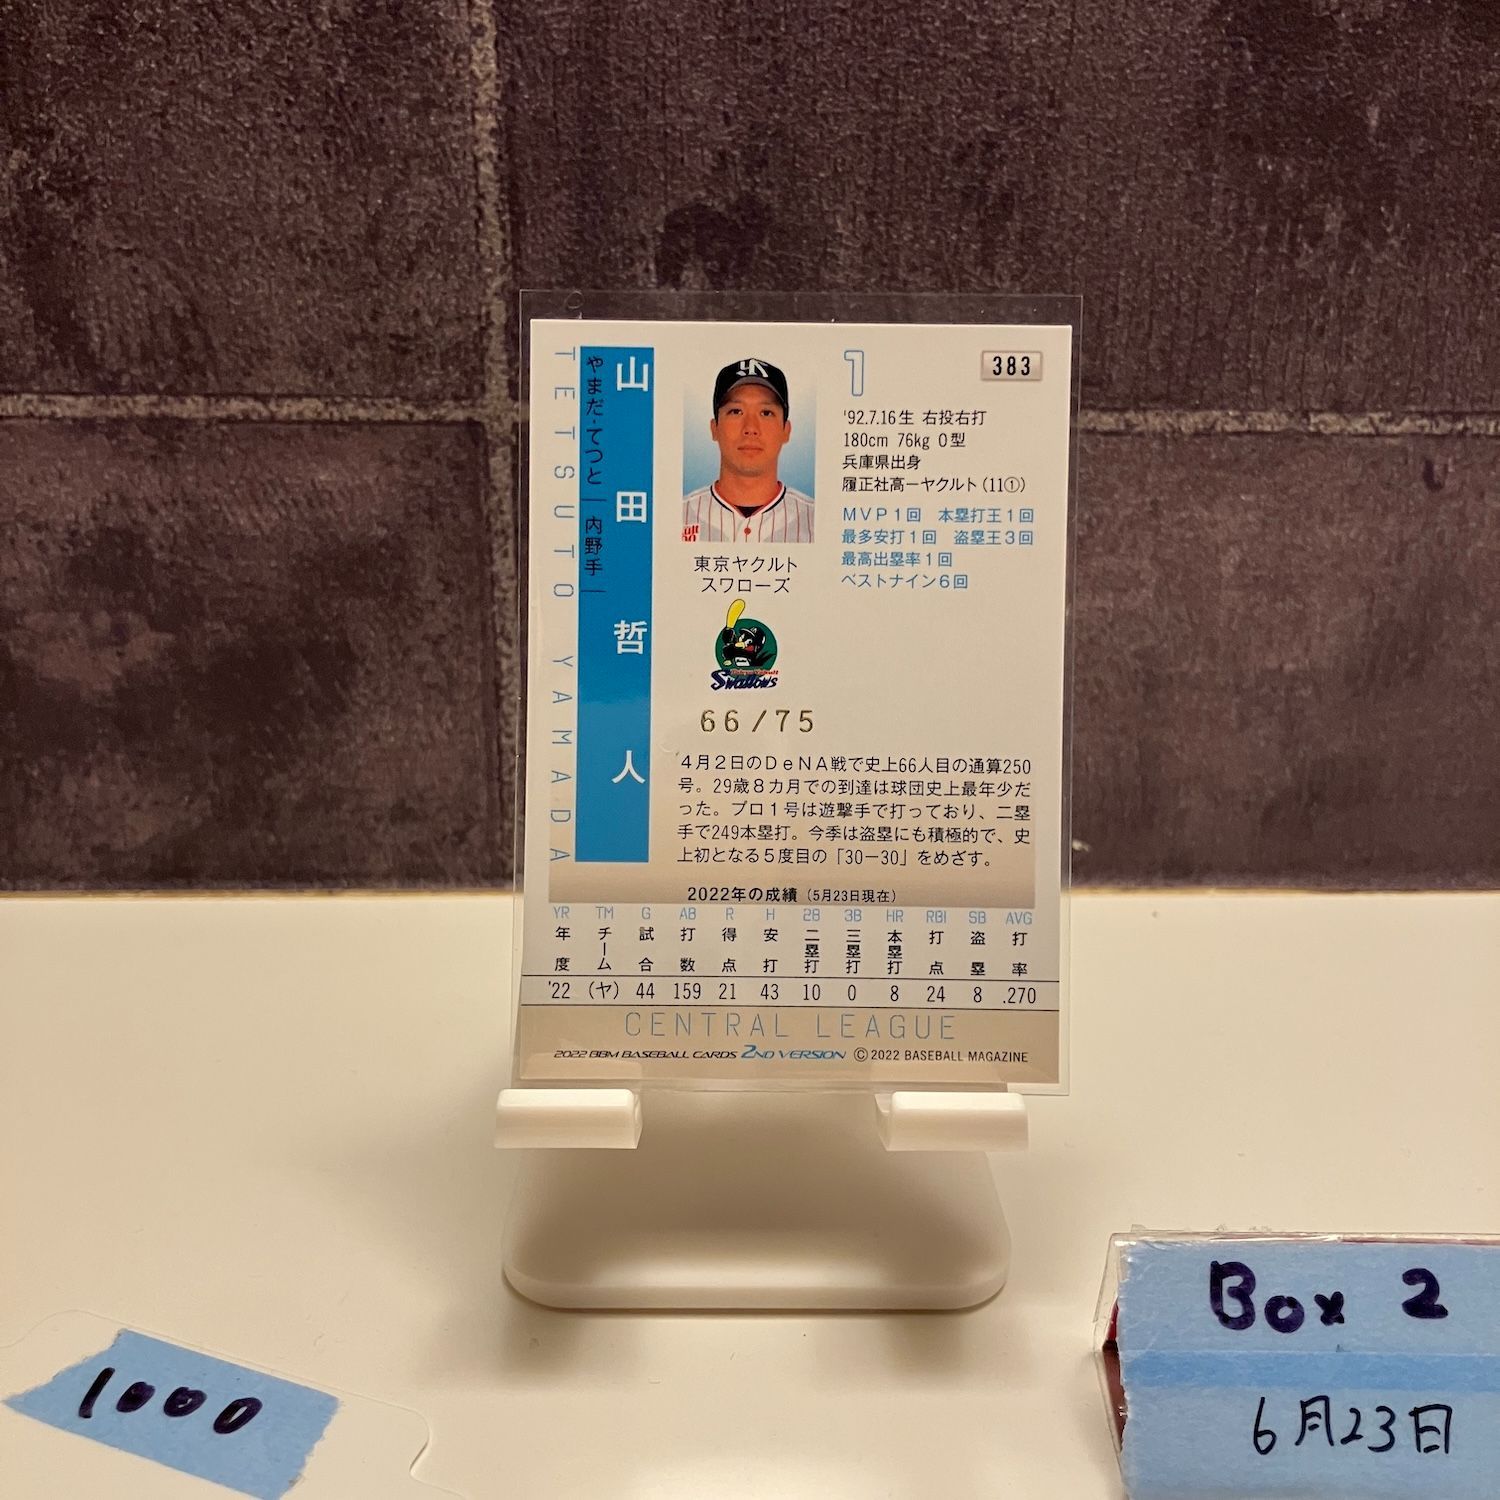 山田哲人
やまだ・てつと
内野手
TETSUTO YAMADA
東京ヤクルト
スワローズ
Swallows
66/75
1
383
'92.7.16生 右投右打
180cm 76kg O型
兵庫県出身
履正社高ーヤクルト(11①)
MVP1回 本塁打王1回
最多安打1回 盗塁王3回
最高出塁率1回
ベストナイン6回
4月2日のDeNA戦で史上66人目の通算250
号。29歳8カ月での到達は球団史上最年少だ
った。プロ1号は遊撃手で打っており、二塁
手で249本塁打。今季は盗塁にも積極的で、史
上初となる5度目の「30ー30」をめざす。
2022年の成績(5月23日現在)
YR TM G AB R H 2B 3B HR RBI SB AVG
年度 チーム 試合 打数 得点 安打 二塁打 三塁打 本塁打 打点 盗塁 打率
'22 (ヤ) 44 159 21 43 10 0 8 24 8 .270
CENTRAL LEAGUE
2022 BBM BASEBALL CARDS 2ND VERSION ©2022 BASEBALL MAGAZINE
1000
Box 2
6月23日